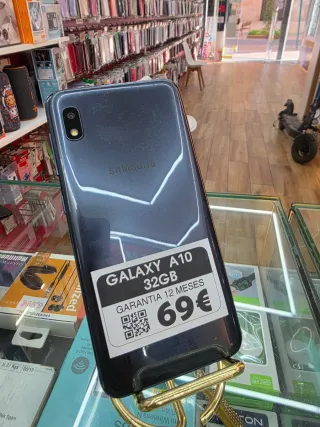 SAMSUNG
GALAXY A10
32GB
GARANTIA 12 MESES
69€